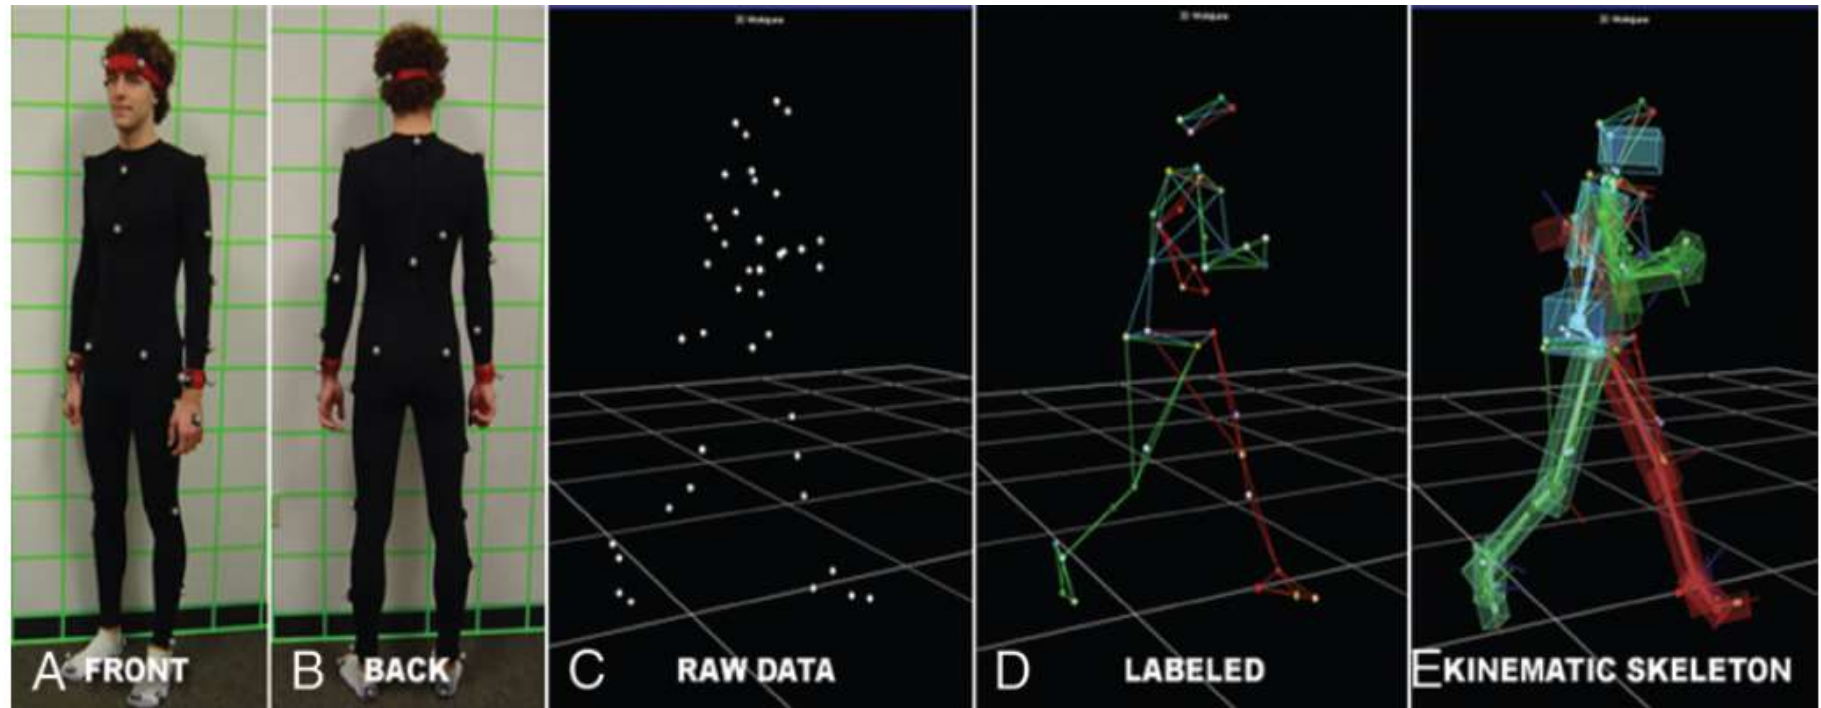 A FRONT
B BACK
C RAW DATA
D LABELED
E KINEMATIC SKELETON